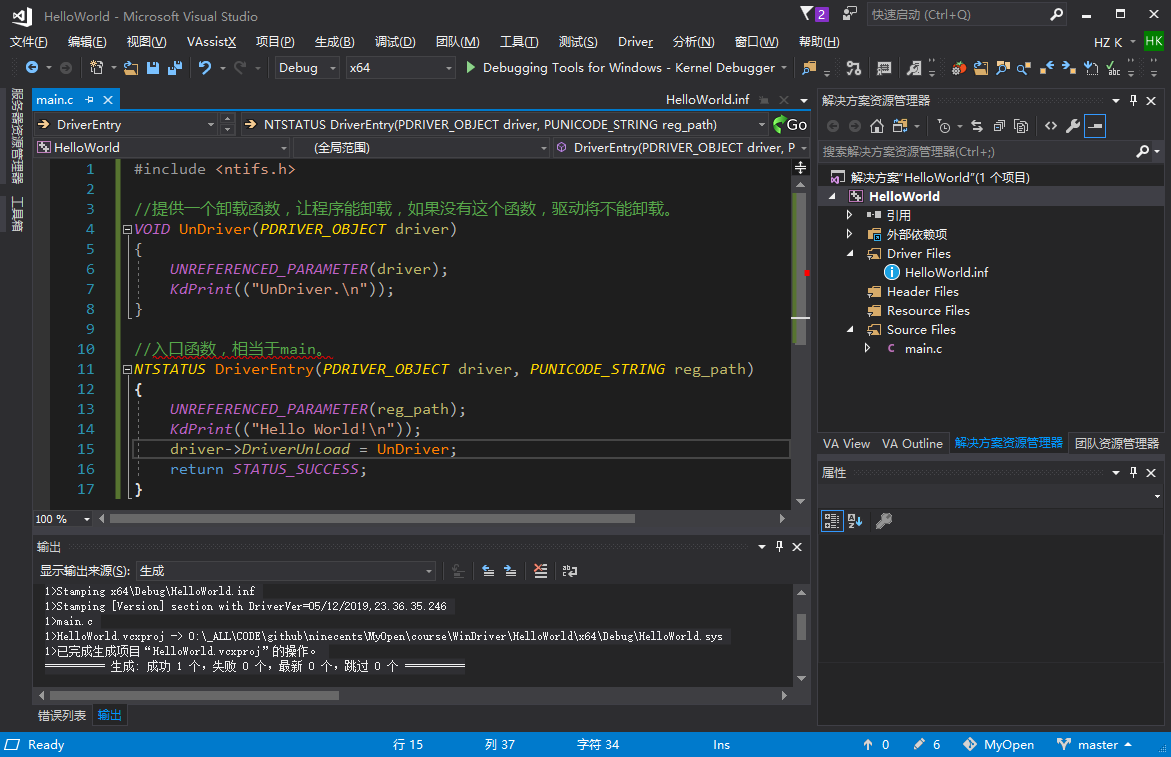 HelloWorld - Microsoft Visual Studio
2
快速启动 (Ctrl+Q)
文件(F) 编辑(E) 视图(V) VAssistX 项目(P) 生成(B) 调试(D) 团队(M) 工具(T) 测试(S) Driver 分析(N) 窗口(W) 帮助(H)
HZ K HK
Debug x64 Debugging Tools for Windows - Kernel Debugger
服务器资源管理器
工具箱
main.c
HelloWorld.inf
DriverEntry
NTSTATUS DriverEntry(PDRIVER_OBJECT driver, PUNICODE_STRING reg_path)
Go
HelloWorld
(全局范围)
DriverEntry(PDRIVER_OBJECT driver, P
1 #include <ntifs.h>
2
3 //提供一个卸载函数，让程序能卸载，如果没有这个函数，驱动将不能卸载。
4 VOID UnDriver(PDRIVER_OBJECT driver)
5 {
6 UNREFERENCED_PARAMETER(driver);
7 KdPrint(("UnDriver.\n"));
8 }
9
10 //入口函数，相当于main。
11 NTSTATUS DriverEntry(PDRIVER_OBJECT driver, PUNICODE_STRING reg_path)
12 {
13 UNREFERENCED_PARAMETER(reg_path);
14 KdPrint(("Hello World!\n"));
15 driver->DriverUnload = UnDriver;
16 return STATUS_SUCCESS;
17 }
100 %
输出
显示输出来源(S): 生成
1>Stamping x64\Debug\HelloWorld.inf
1>Stamping [Version] section with DriverVer=05/12/2019,23.36.35.246
1>main.c
1>HelloWorld.vcxproj -> O:\_ALL\CODE\github\ninecents\MyOpen\course\WinDriver\HelloWorld\x64\Debug\HelloWorld.sys
1>已完成生成项目“HelloWorld.vcxproj”的操作。
========== 生成: 成功 1 个，失败 0 个，最新 0 个，跳过 0 个 ==========
错误列表 输出
解决方案资源管理器
搜索解决方案资源管理器(Ctrl+;)
解决方案"HelloWorld"(1 个项目)
HelloWorld
引用
外部依赖项
Driver Files
HelloWorld.inf
Header Files
Resource Files
Source Files
main.c
VA View VA Outline 解决方案资源管理器 团队资源管理器
属性
Ready 行 15 列 37 字符 34 Ins 0 6 MyOpen master